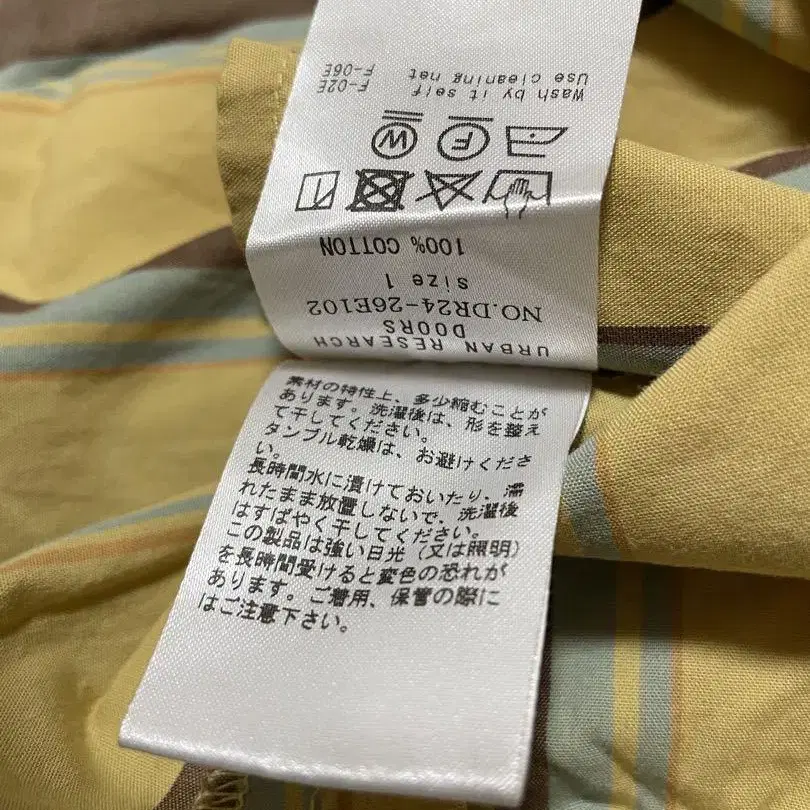 URBAN RESEARCH
DOORS
NO.DR24-26E102
size 1
100% COTTON
W
F
Wash by it self
Use cleaning net
F-02E
F-06E
素材の特性上、多少縮むことが
あります。洗濯後は、形を整え
て干してください。
タンブル乾燥は、お避けくださ
い。
長時間水に漬けておいたり、濡
れたまま放置しないで、洗濯後
はすばやく干してください。
この製品は強い日光（又は照明）
を長時間受けると変色の恐れが
あります。ご着用、保管の際に
はご注意下さい。